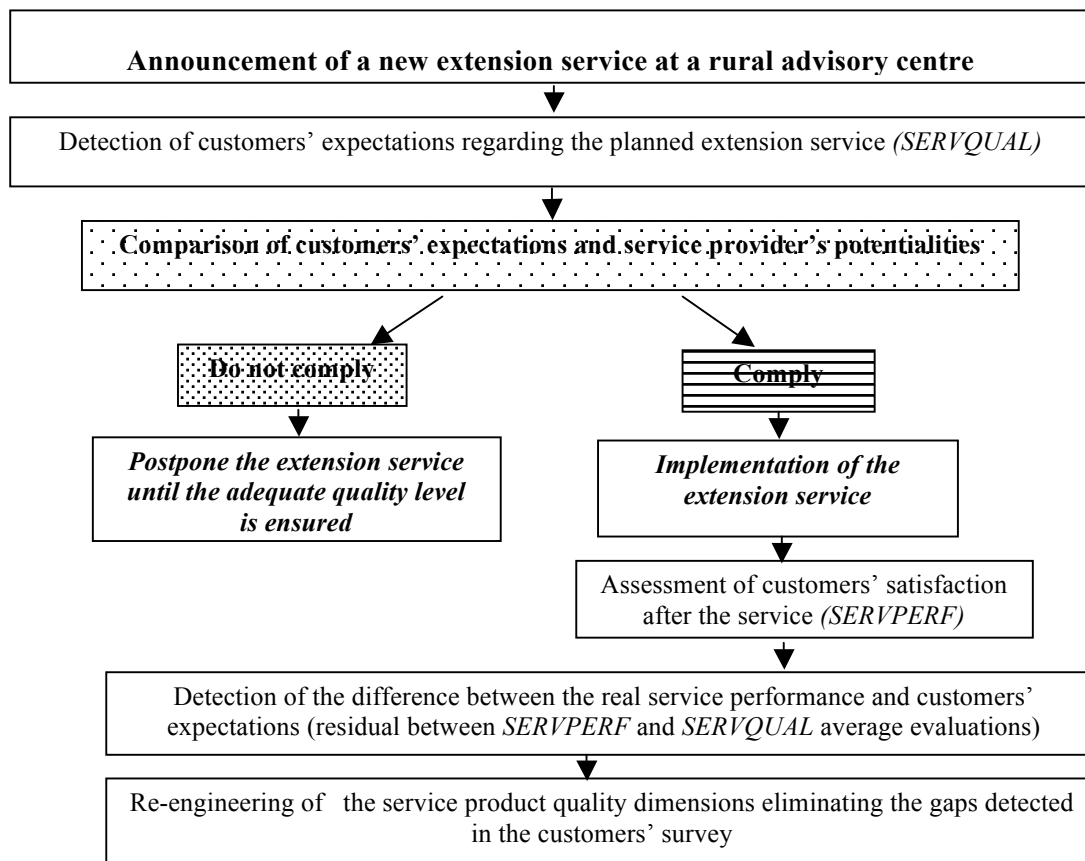 Announcement of a new extension service at a rural advisory centre
Detection of customers’ expectations regarding the planned extension service (SERVQUAL)
Comparison of customers’ expectations and service provider’s potentialities
Do not comply
Comply
Postpone the extension service
until the adequate quality level
is ensured
Implementation of the
extension service
Assessment of customers’ satisfaction
after the service (SERVPERF)
Detection of the difference between the real service performance and customers’
expectations (residual between SERVPERF and SERVQUAL average evaluations)
Re-engineering of the service product quality dimensions eliminating the gaps detected
in the customers’ survey